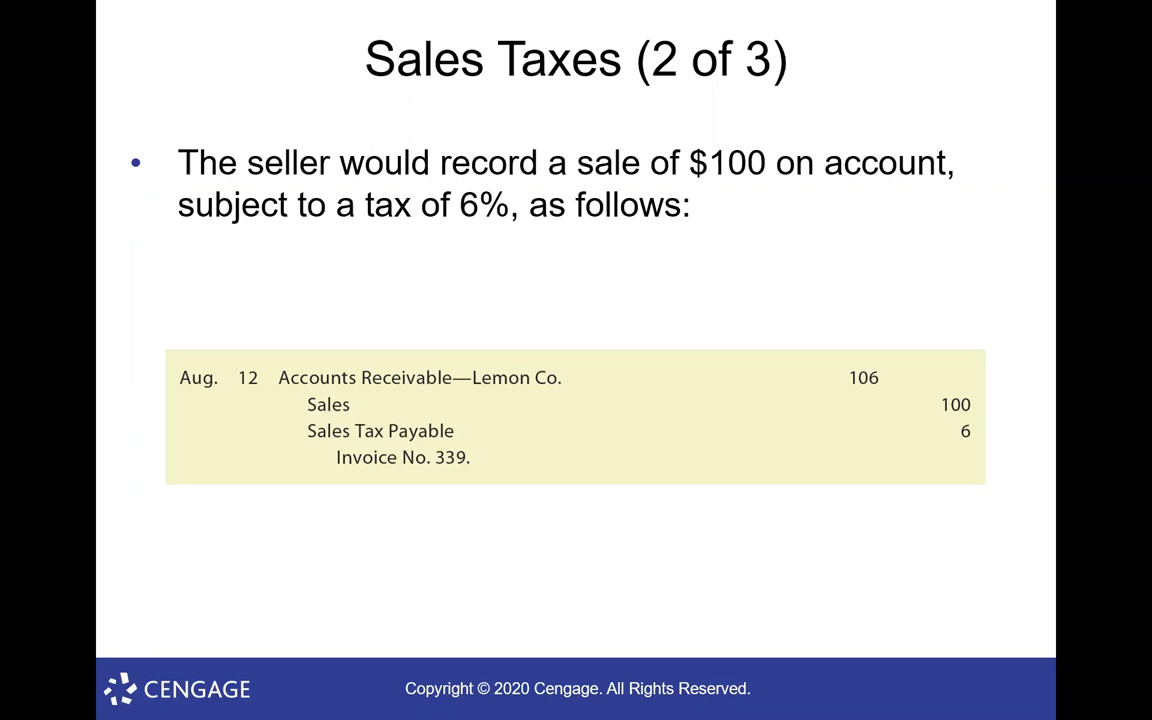 Sales Taxes (2 of 3)
• The seller would record a sale of $100 on account,
subject to a tax of 6%, as follows:
Aug. 12 Accounts Receivable—Lemon Co. 106
Sales 100
Sales Tax Payable 6
Invoice No. 339.
CENGAGE Copyright © 2020 Cengage. All Rights Reserved.